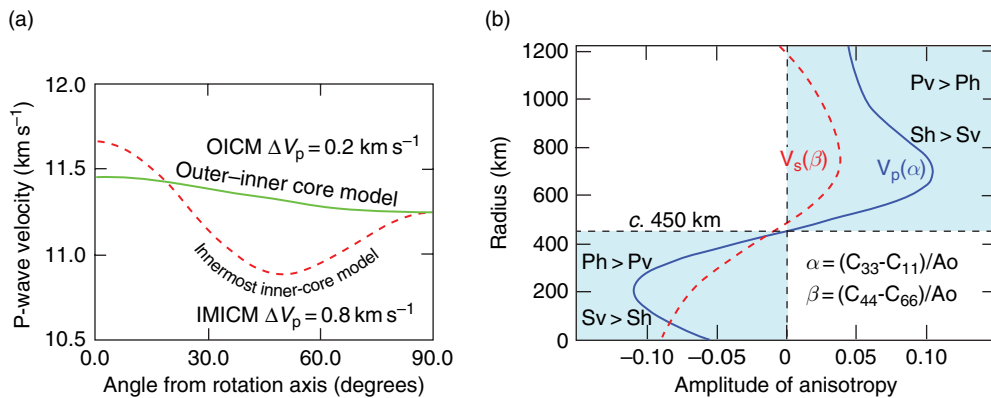 (a)
12.0
11.5
11.0
10.5
P-wave velocity (km s⁻¹)
OICM ΔVₚ = 0.2 km s⁻¹
Outer–inner core model
Innermost inner-core model
IMICM ΔVₚ = 0.8 km s⁻¹
0.0 30.0 60.0 90.0
Angle from rotation axis (degrees)
(b)
1200
1000
800
600
400
200
0
Radius (km)
Pv > Ph
Sh > Sv
Vₛ(β)
Vₚ(α)
c. 450 km
Ph > Pv
Sv > Sh
α = (C₃₃-C₁₁)/Ao
β = (C₄₄-C₆₆)/Ao
−0.10 −0.05 0 0.05 0.10
Amplitude of anisotropy